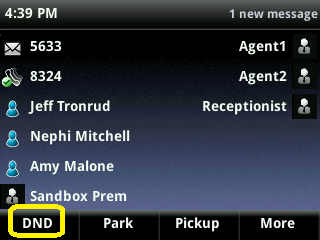 4:39 PM 1 new message
5633 Agent1
8324 Agent2
Jeff Tronrud Receptionist
Nephi Mitchell
Amy Malone
Sandbox Prem
DND Park Pickup More